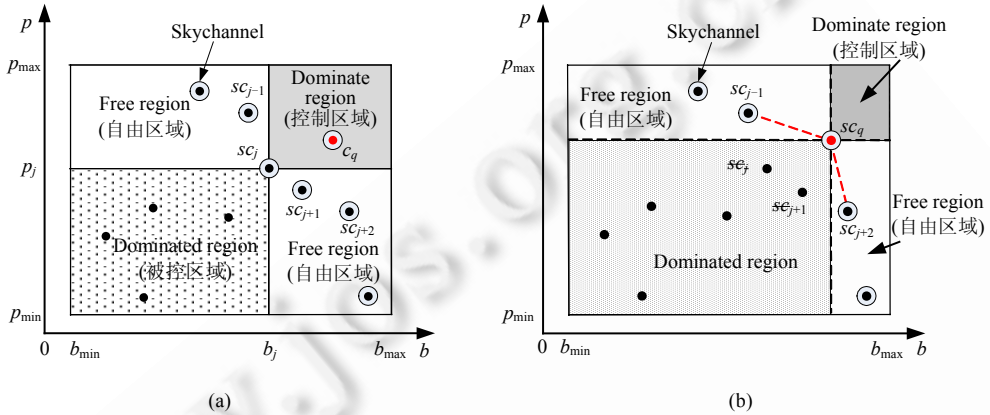 p
Skychannel
p_max
Free region
(自由区域)
sc_{j−1}
Dominate
region
(控制区域)
c_q
sc_j
p_j
sc_{j+1}
sc_{j+2}
Dominated region
(被控区域)
Free region
(自由区域)
p_min
0
b_min
b_j
b_max
b
(a)
p
Dominate region
(控制区域)
p_max
Free region
(自由区域)
sc_{j−1}
sc_q
sc_j
sc_{j+1}
sc_{j+2}
Free region
(自由区域)
Dominated region
p_min
0
b_min
b_max
b
(b)